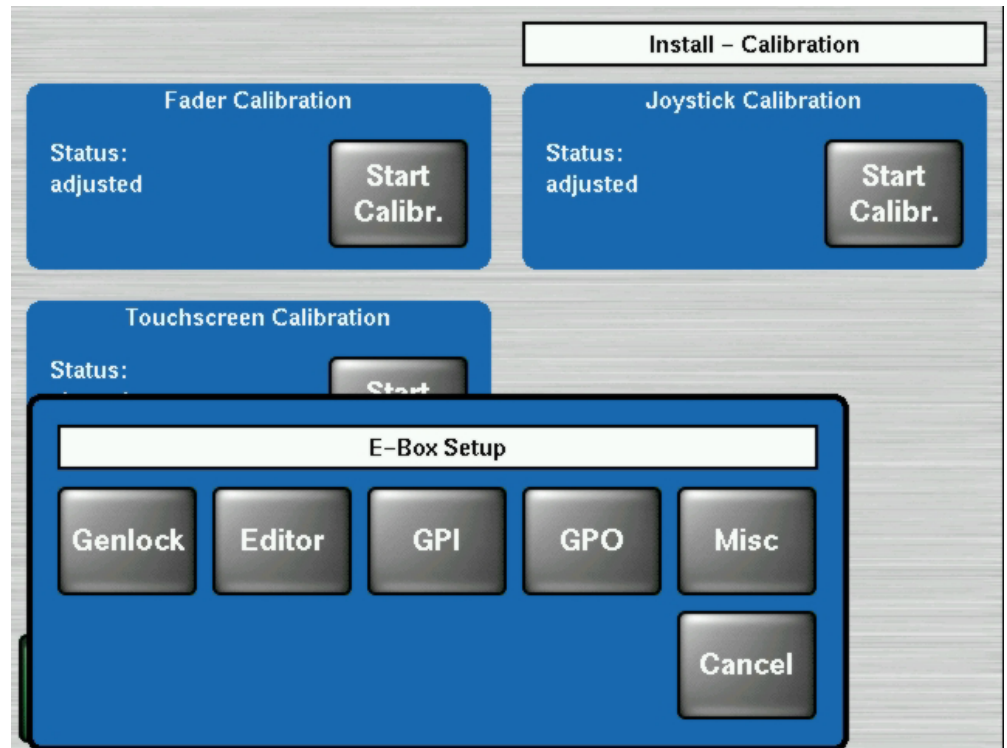 Install – Calibration
Fader Calibration
Status:
adjusted
Start
Calibr.
Joystick Calibration
Status:
adjusted
Start
Calibr.
Touchscreen Calibration
Status:
Start
E–Box Setup
Genlock
Editor
GPI
GPO
Misc
Cancel